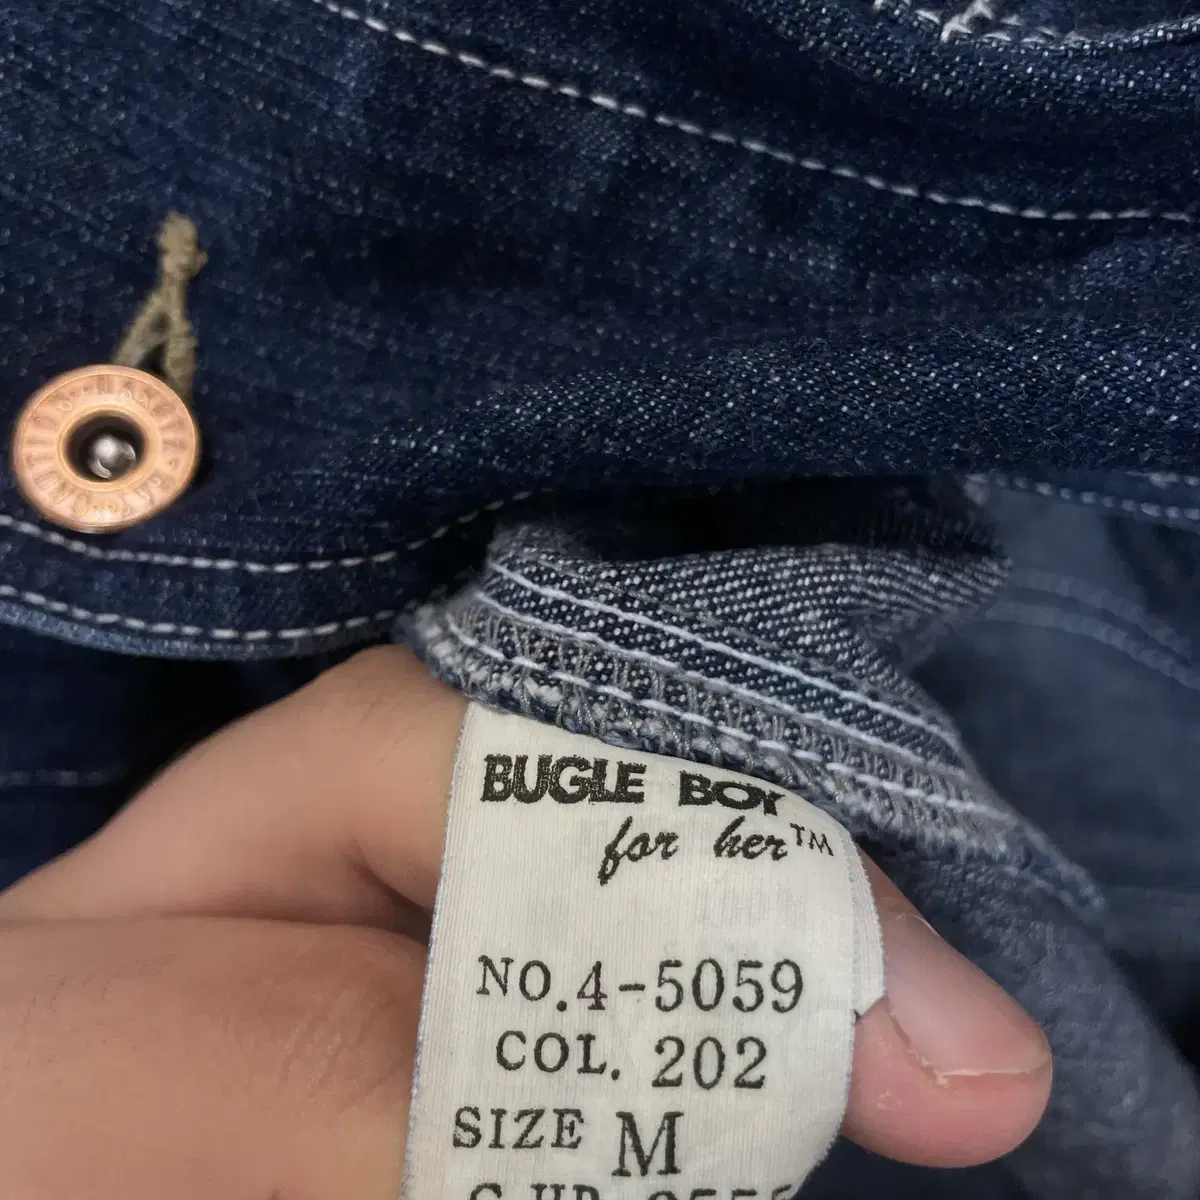 BUGLE BOY
for her™
NO.4-5059
COL. 202
SIZE M